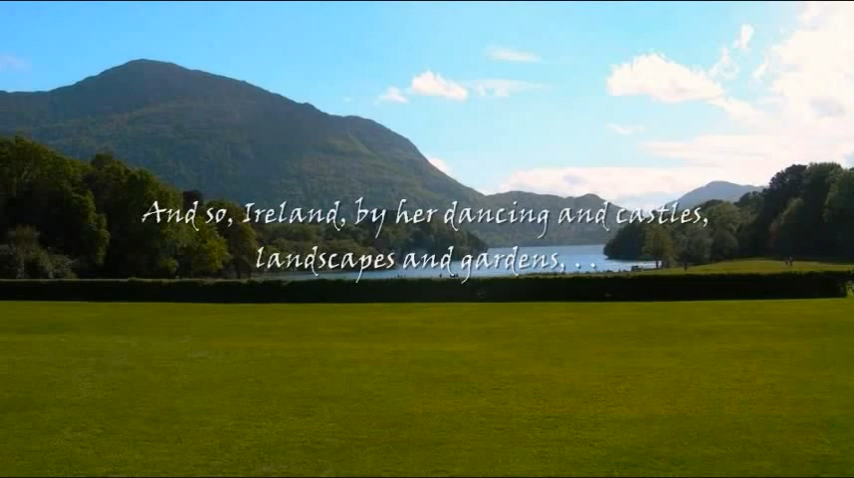 And so, Ireland, by her dancing and castles,
landscapes and gardens. . .